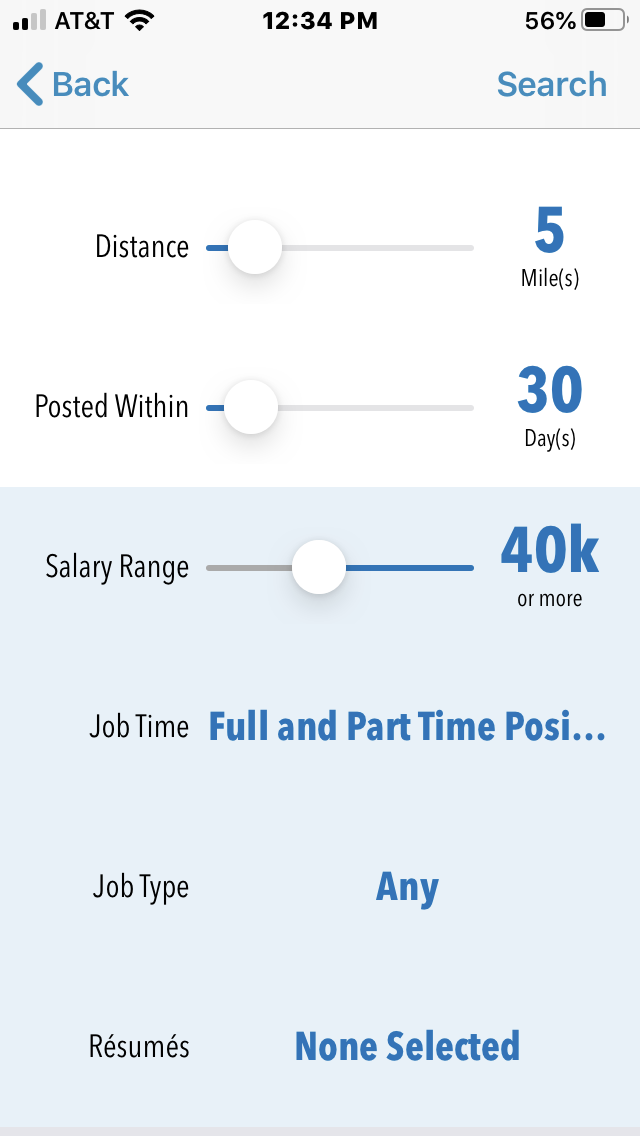 AT&T 12:34 PM 56%
Back Search
Distance 5
Mile(s)
Posted Within 30
Day(s)
Salary Range 40k
or more
Job Time Full and Part Time Posi...
Job Type Any
Résumés None Selected